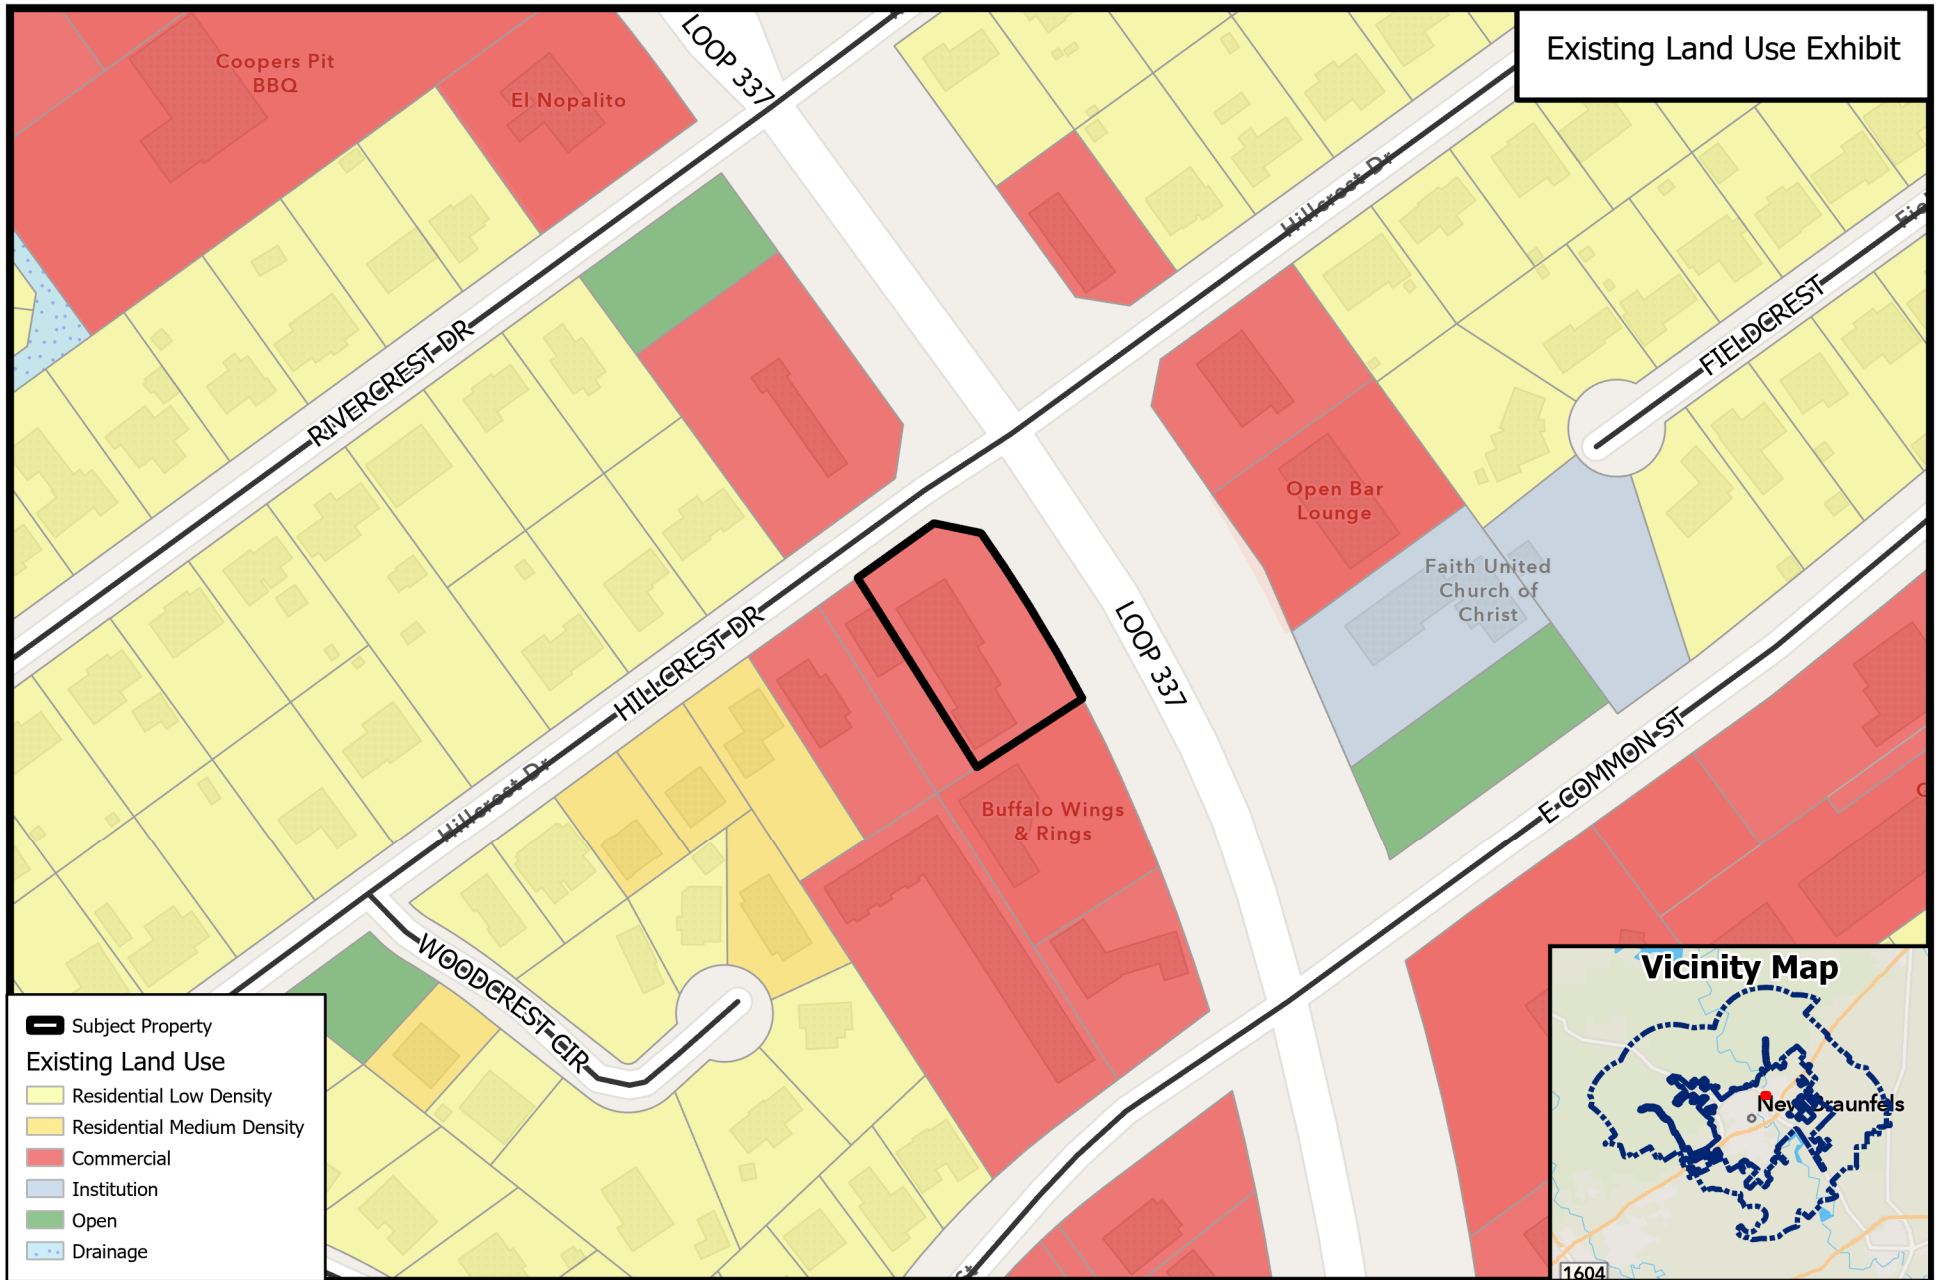 Existing Land Use Exhibit
LOOP 337
Coopers Pit
BBQ
El Nopalito
Hillcrest Dr
FIELDCREST
RIVERCREST DR
Open Bar
Lounge
Faith United
Church of
Christ
HILLCREST DR
LOOP 337
E COMMON ST
Hillcrest Dr
Buffalo Wings
& Rings
WOODCREST CIR
Subject Property
Existing Land Use
Residential Low Density
Residential Medium Density
Commercial
Institution
Open
Drainage
Vicinity Map
New Braunfels
1604